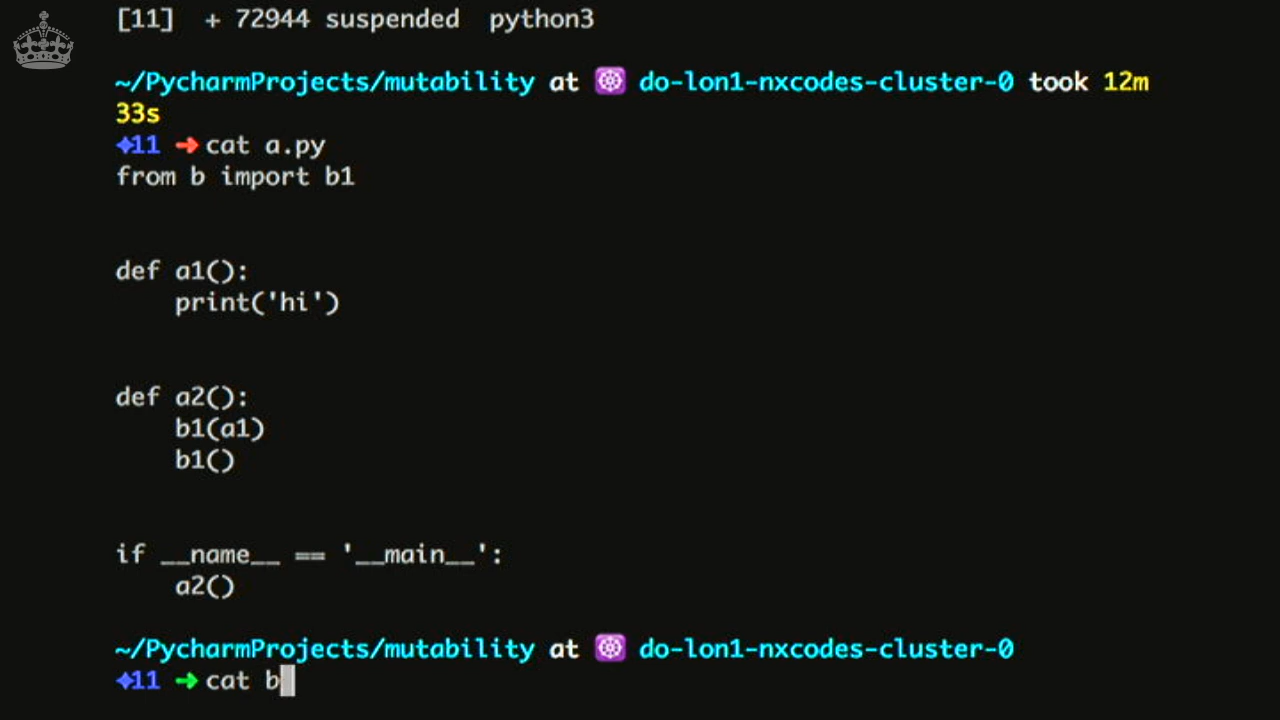 [11]  + 72944 suspended  python3
~/PycharmProjects/mutability at ☸ do-lon1-nxcodes-cluster-0 took 12m
33s
✦11 ➜ cat a.py
from b import b1
def a1():
    print('hi')
def a2():
    b1(a1)
    b1()
if __name__ == '__main__':
    a2()
~/PycharmProjects/mutability at ☸ do-lon1-nxcodes-cluster-0
✦11 ➜ cat b